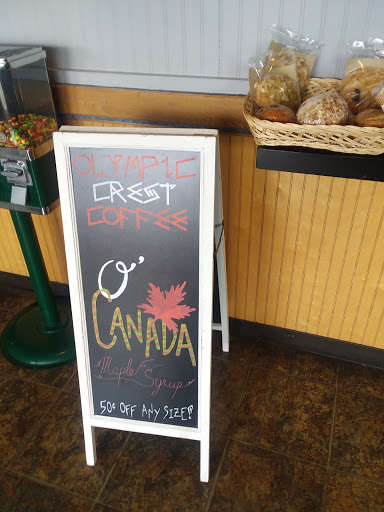 OLYMPIC
CREST
COFFEE
O'
CANADA
Maple Syrup
50¢ OFF ANY SIZE!!